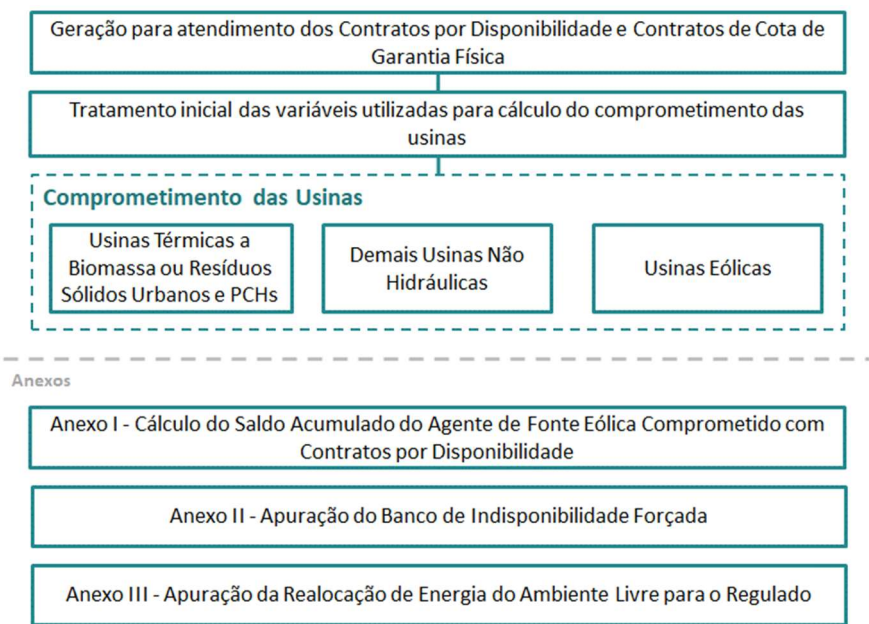 Geração para atendimento dos Contratos por Disponibilidade e Contratos de Cota de
Garantia Física
Tratamento inicial das variáveis utilizadas para cálculo do comprometimento das
usinas
Comprometimento das Usinas
Usinas Térmicas a
Biomassa ou Resíduos
Sólidos Urbanos e PCHs
Demais Usinas Não
Hidráulicas
Usinas Eólicas
Anexos
Anexo I - Cálculo do Saldo Acumulado do Agente de Fonte Eólica Comprometido com
Contratos por Disponibilidade
Anexo II - Apuração do Banco de Indisponibilidade Forçada
Anexo III - Apuração da Realocação de Energia do Ambiente Livre para o Regulado